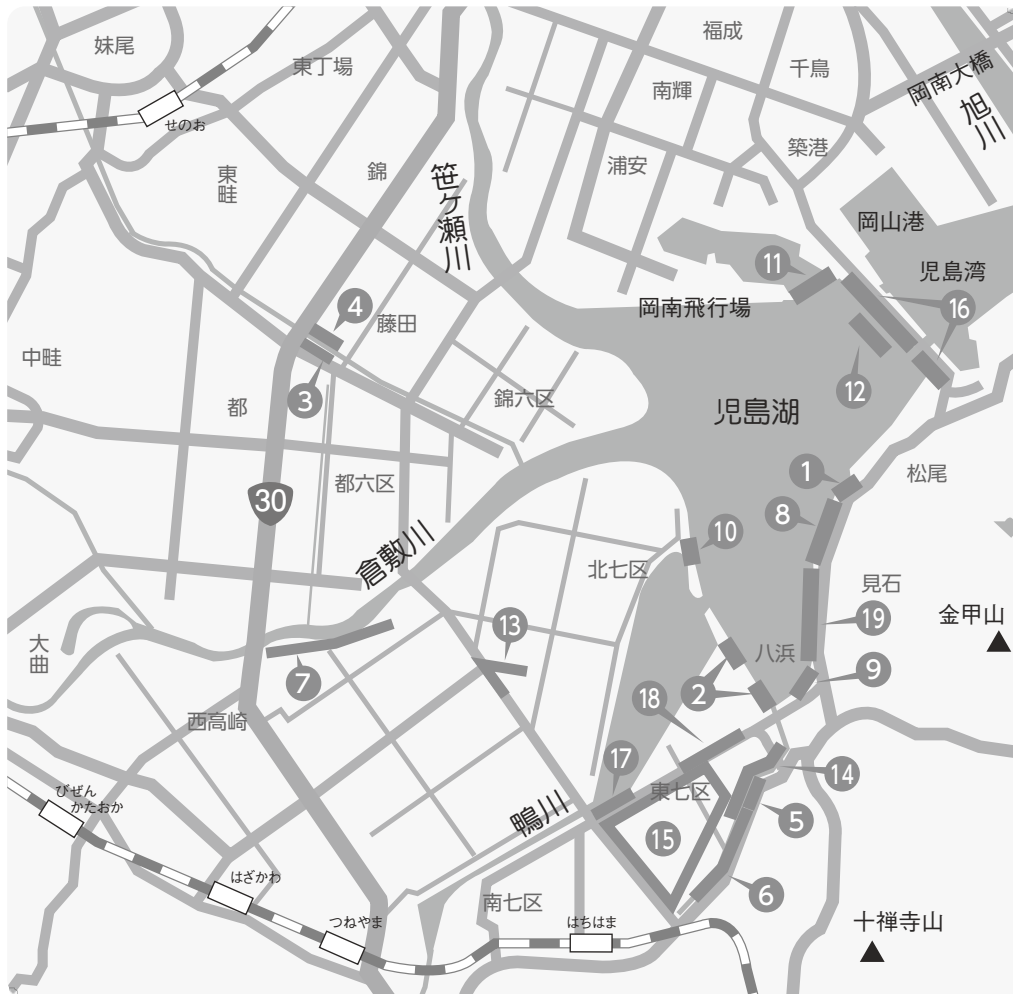 妹尾
せのお
東丁場
福成
千鳥
岡南大橋
旭川
南輝
築港
浦安
東畦
錦
笹ヶ瀬川
岡山港
児島湾
11
岡南飛行場
16
12
4
藤田
3
中畦
都
錦六区
児島湖
都六区
30
1
松尾
8
10
倉敷川
北七区
見石
19
金甲山
大曲
13
八浜
7
2
9
18
西高崎
17
14
東七区
びぜん
かたおか
鴨川
15
5
はざかわ
6
南七区
つねやま
はちはま
十禅寺山